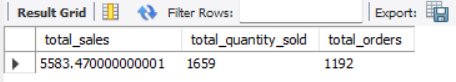 Result Grid Filter Rows: Export:
total_sales total_quantity_sold total_orders
5583.470000000001 1659 1192